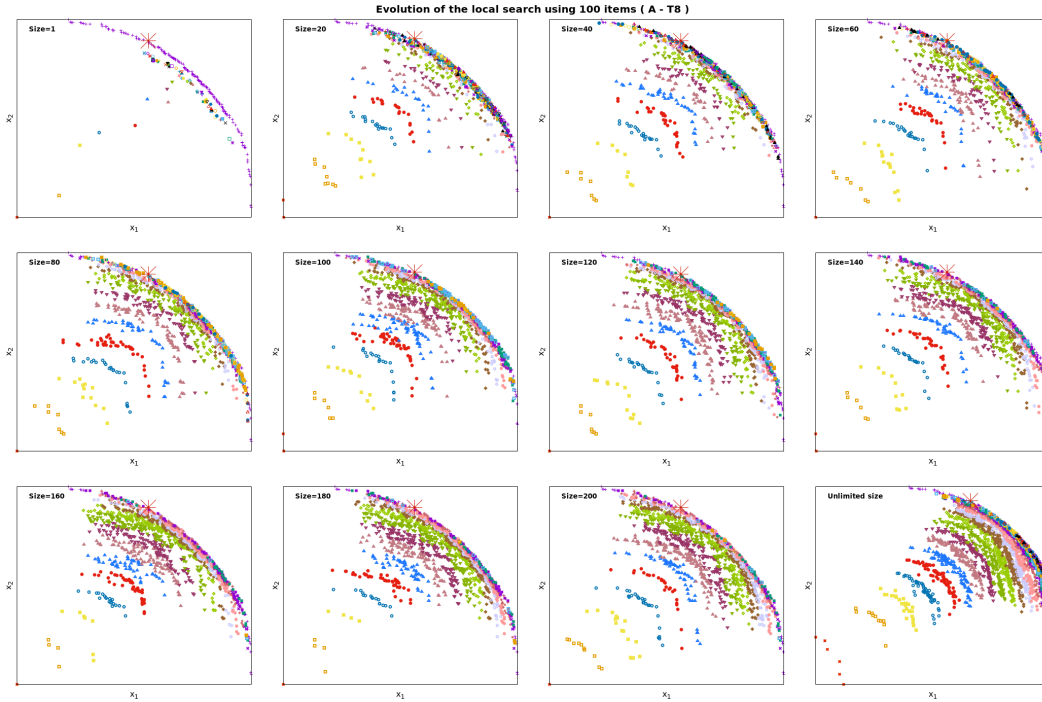 Evolution of the local search using 100 items ( A - T8 )
Size=1
Size=20
Size=40
Size=60
x2
x2
x2
x2
x1
x1
x1
x1
Size=80
Size=100
Size=120
Size=140
x2
x2
x2
x2
x1
x1
x1
x1
Size=160
Size=180
Size=200
Unlimited size
x2
x2
x2
x2
x1
x1
x1
x1